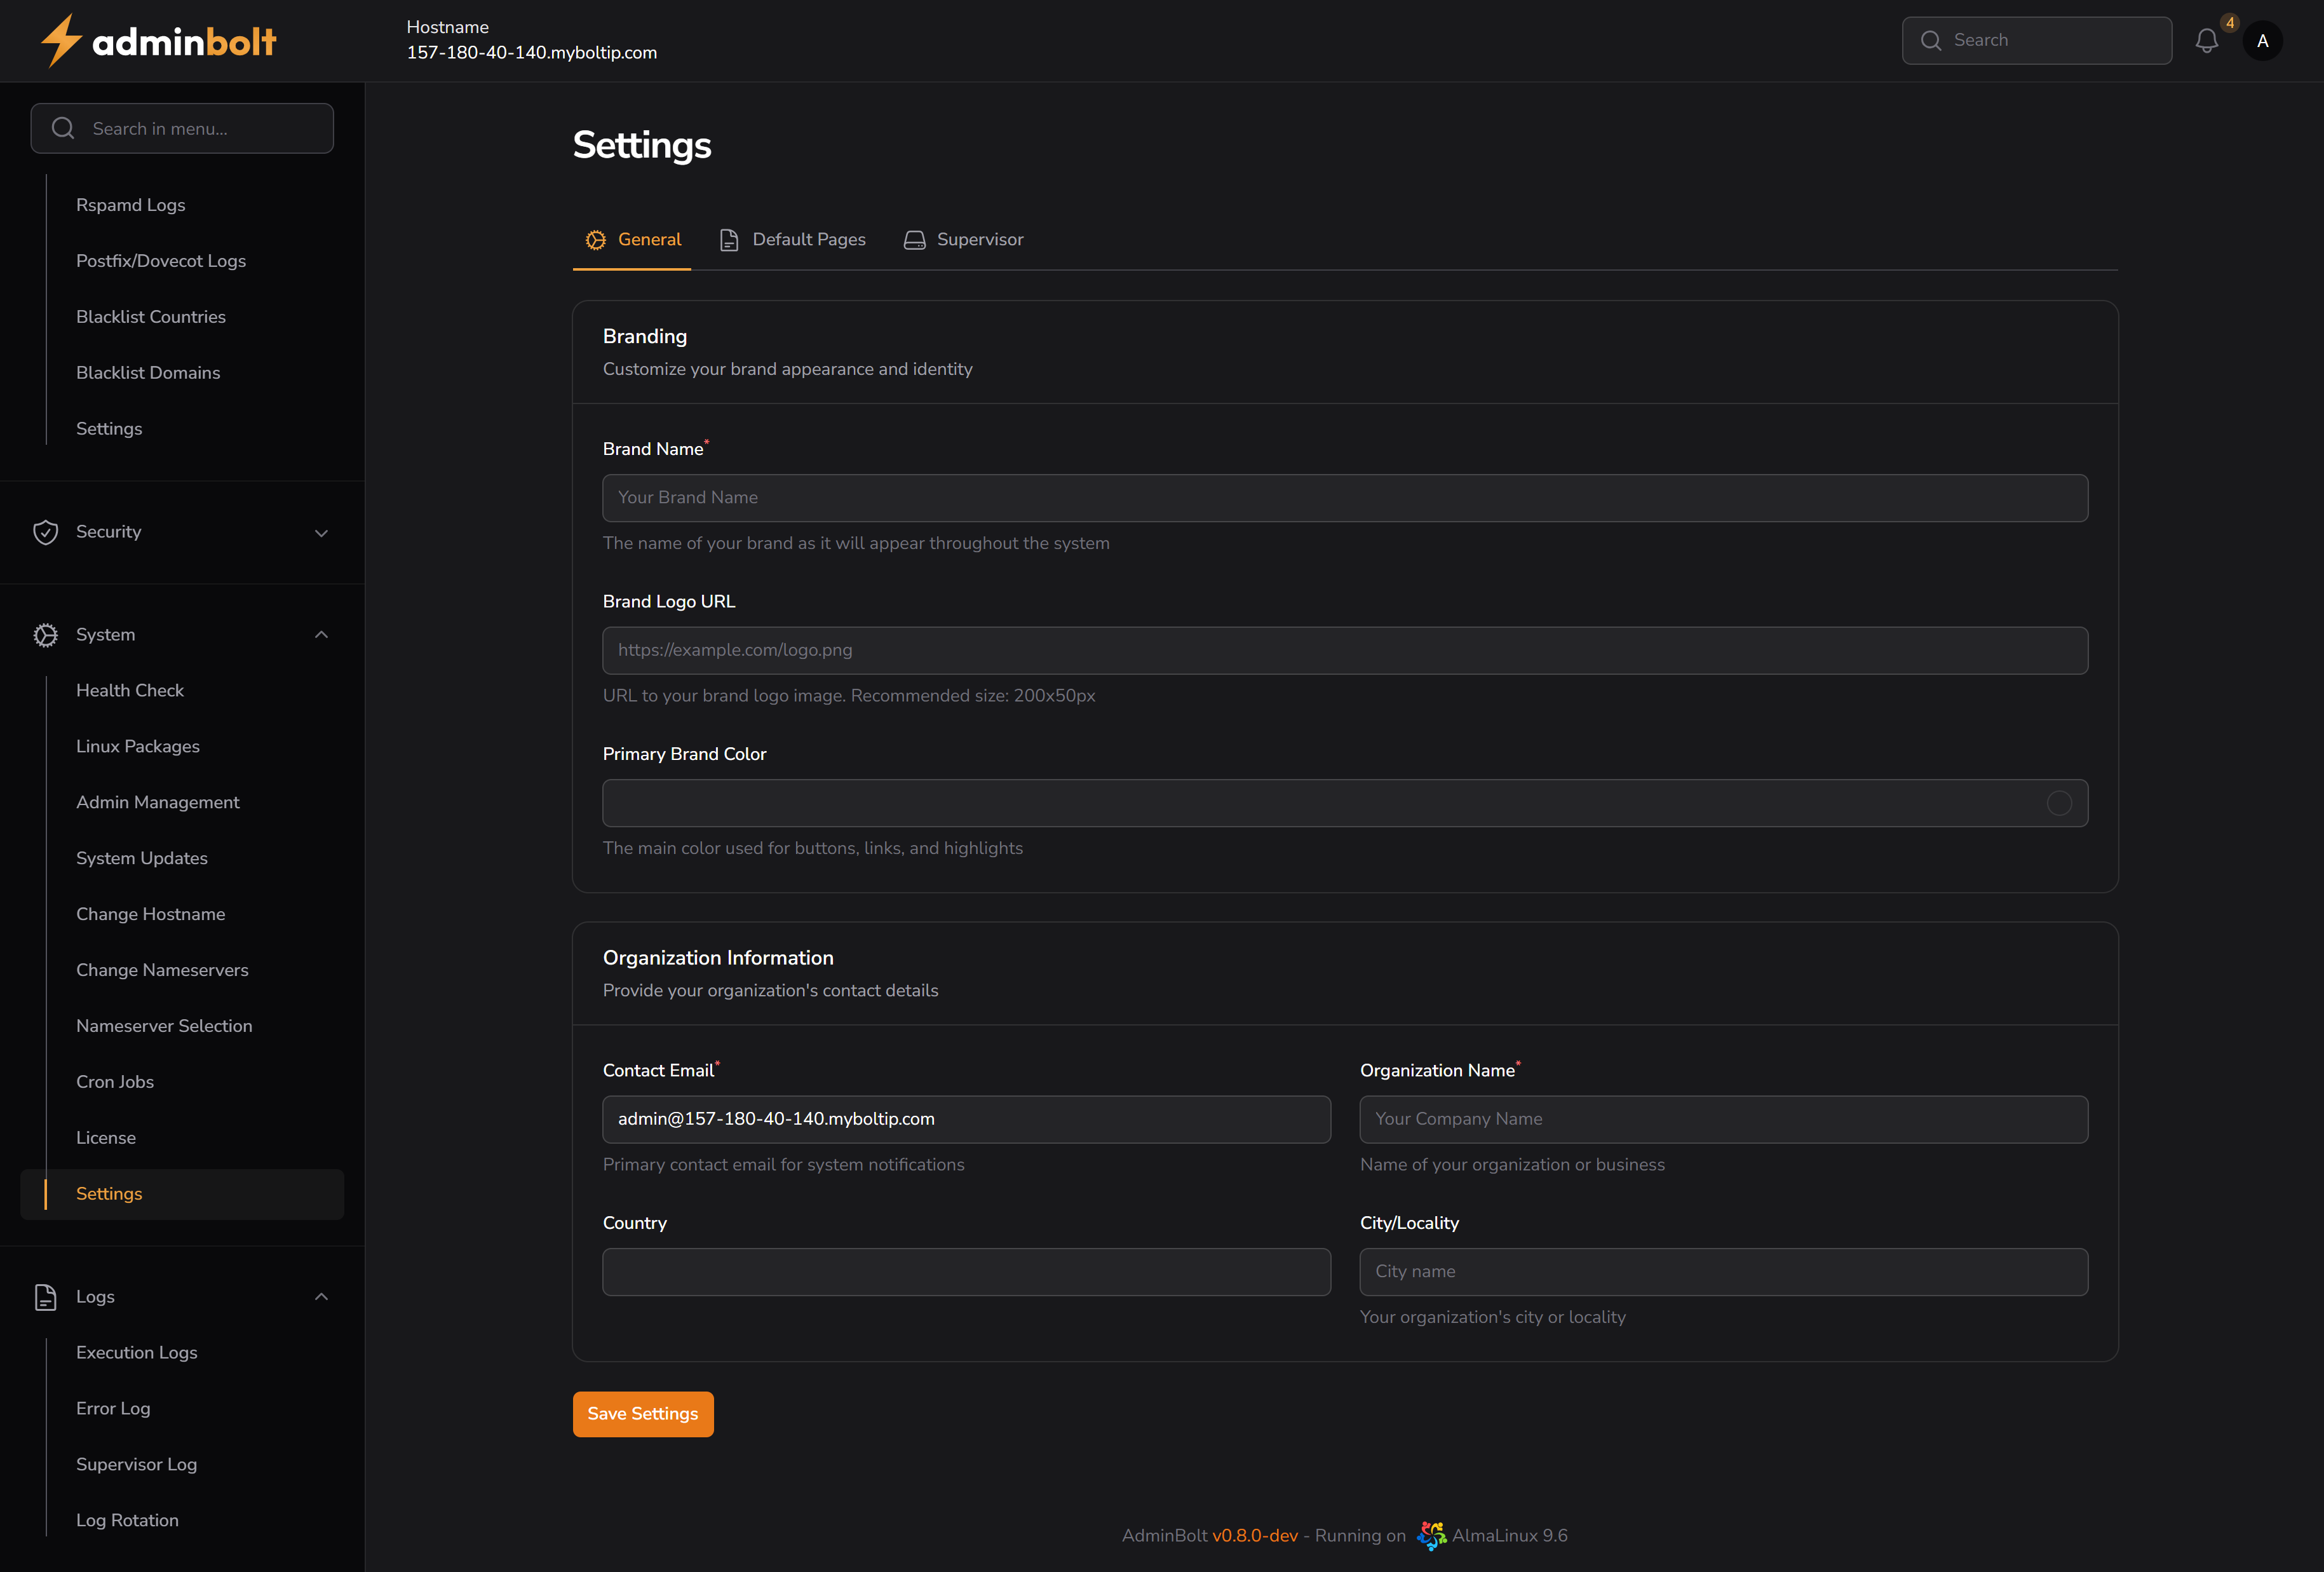 adminbolt
Hostname
157-180-40-140.myboltip.com
Search
4
A
Search in menu...
Rspamd Logs
Postfix/Dovecot Logs
Blacklist Countries
Blacklist Domains
Settings
Security
System
Health Check
Linux Packages
Admin Management
System Updates
Change Hostname
Change Nameservers
Nameserver Selection
Cron Jobs
License
Settings
Logs
Execution Logs
Error Log
Supervisor Log
Log Rotation
Settings
General
Default Pages
Supervisor
Branding
Customize your brand appearance and identity
Brand Name*
Your Brand Name
The name of your brand as it will appear throughout the system
Brand Logo URL
https://example.com/logo.png
URL to your brand logo image. Recommended size: 200x50px
Primary Brand Color
The main color used for buttons, links, and highlights
Organization Information
Provide your organization's contact details
Contact Email*
admin@157-180-40-140.myboltip.com
Primary contact email for system notifications
Organization Name*
Your Company Name
Name of your organization or business
Country
City/Locality
City name
Your organization's city or locality
Save Settings
AdminBolt v0.8.0-dev - Running on AlmaLinux 9.6